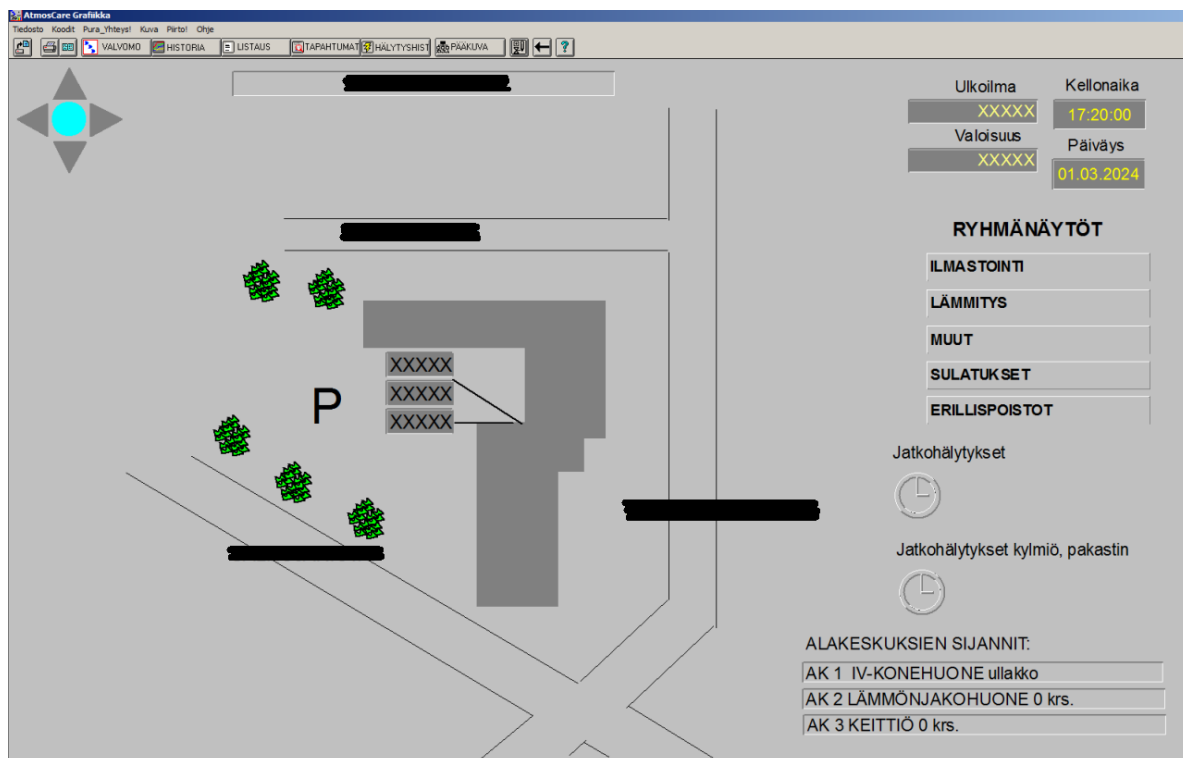 AtmosCare Grafiikka
Tiedosto Koodit Pura_Yhteys! Kuva Piirto! Ohje
VALVOMO HISTORIA LISTAUS TAPAHTUMAT HÄLYTYSHIST PÄÄKUVA
Ulkoilma
XXXXX
Valoisuus
XXXXX
Kellonaika
17:20:00
Päiväys
01.03.2024
RYHMÄNÄYTÖT
ILMASTOINTI
LÄMMITYS
MUUT
SULATUKSET
ERILLISPOISTOT
P
XXXXX
XXXXX
XXXXX
Jatkohälytykset
Jatkohälytykset kylmiö, pakastin
ALAKESKUKSIEN SIJANNIT:
AK 1 IV-KONEHUONE ullakko
AK 2 LÄMMÖNJAKOHUONE 0 krs.
AK 3 KEITTIÖ 0 krs.